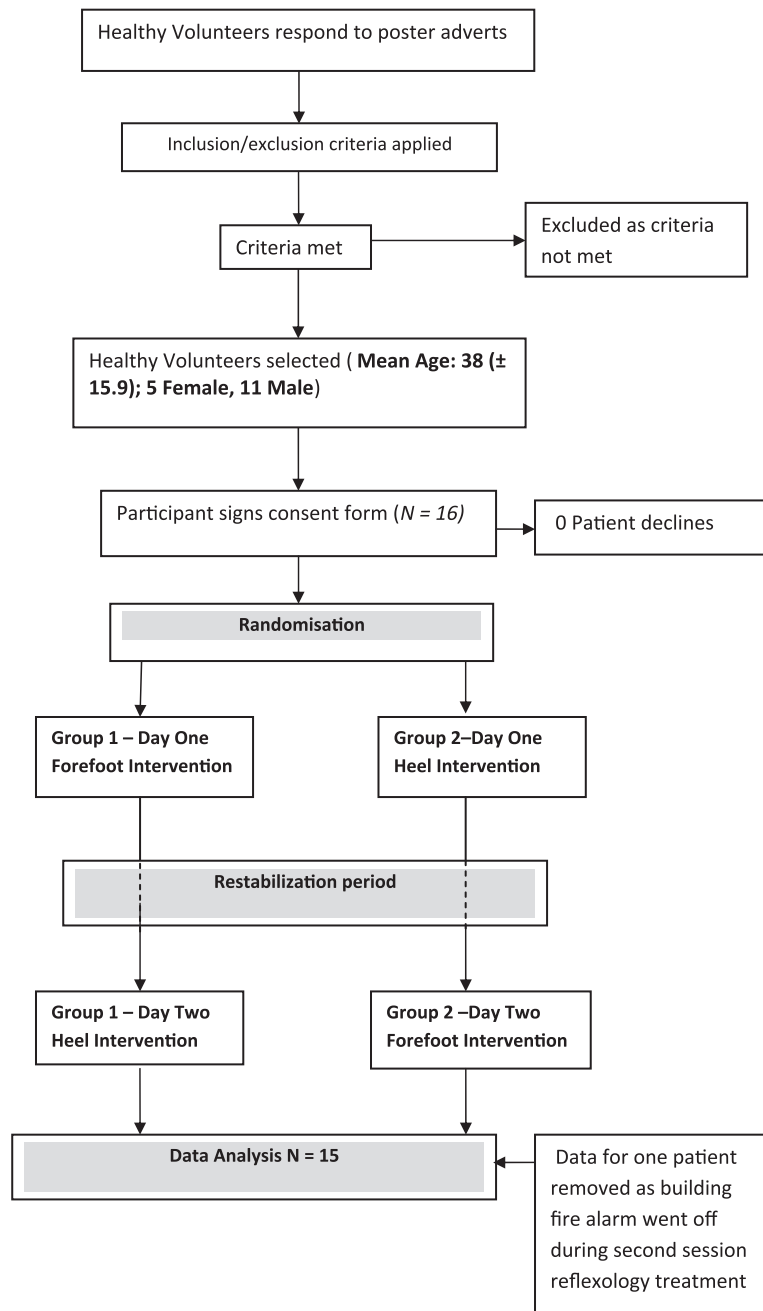 Healthy Volunteers respond to poster adverts
Inclusion/exclusion criteria applied
Criteria met
Excluded as criteria
not met
Healthy Volunteers selected ( Mean Age: 38 (±
15.9); 5 Female, 11 Male)
Participant signs consent form (N = 16)
0 Patient declines
Randomisation
Group 1 – Day One
Forefoot Intervention
Group 2–Day One
Heel Intervention
Restabilization period
Group 1 – Day Two
Heel Intervention
Group 2 –Day Two
Forefoot Intervention
Data Analysis N = 15
Data for one patient
removed as building
fire alarm went off
during second session
reflexology treatment